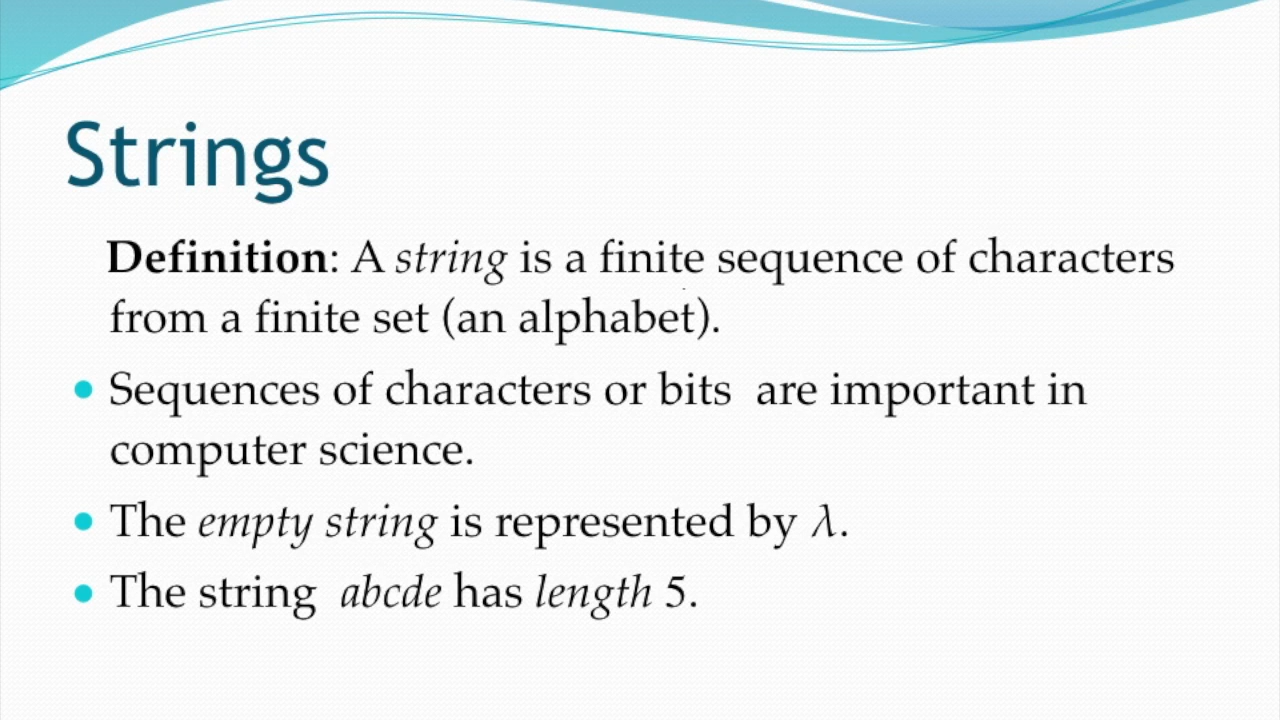 Strings
Definition: A string is a finite sequence of characters
from a finite set (an alphabet).
• Sequences of characters or bits are important in
computer science.
• The empty string is represented by λ.
• The string abcde has length 5.